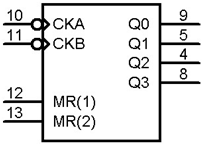 10 CKA Q0 9
11 CKB Q1 5
Q2 4
Q3 8
12 MR(1)
13 MR(2)